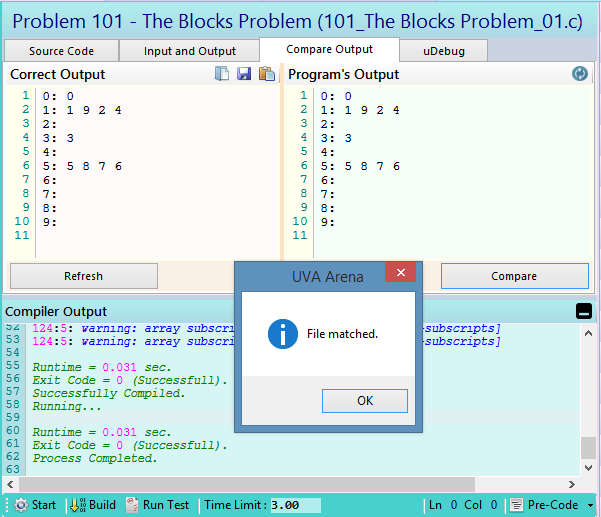 Problem 101 - The Blocks Problem (101_The Blocks Problem_01.c)
Source Code Input and Output Compare Output uDebug
Correct Output
1 0: 0
2 1: 1 9 2 4
3 2:
4 3: 3
5 4:
6 5: 5 8 7 6
7 6:
8 7:
9 8:
10 9:
11
Program's Output
1 0: 0
2 1: 1 9 2 4
3 2:
4 3: 3
5 4:
6 5: 5 8 7 6
7 6:
8 7:
9 8:
10 9:
11
Refresh
Compare
UVA Arena
File matched.
OK
Compiler Output
52 124:5: warning: array subscri -subscripts]
53 124:5: warning: array subscri -subscripts]
54
55 Runtime = 0.031 sec.
56 Exit Code = 0 (Successfull).
57 Successfully Compiled.
58 Running...
59
60 Runtime = 0.031 sec.
61 Exit Code = 0 (Successfull).
62 Process Completed.
63
Start Build Run Test Time Limit: 3.00 Ln 0 Col 0 Pre-Code